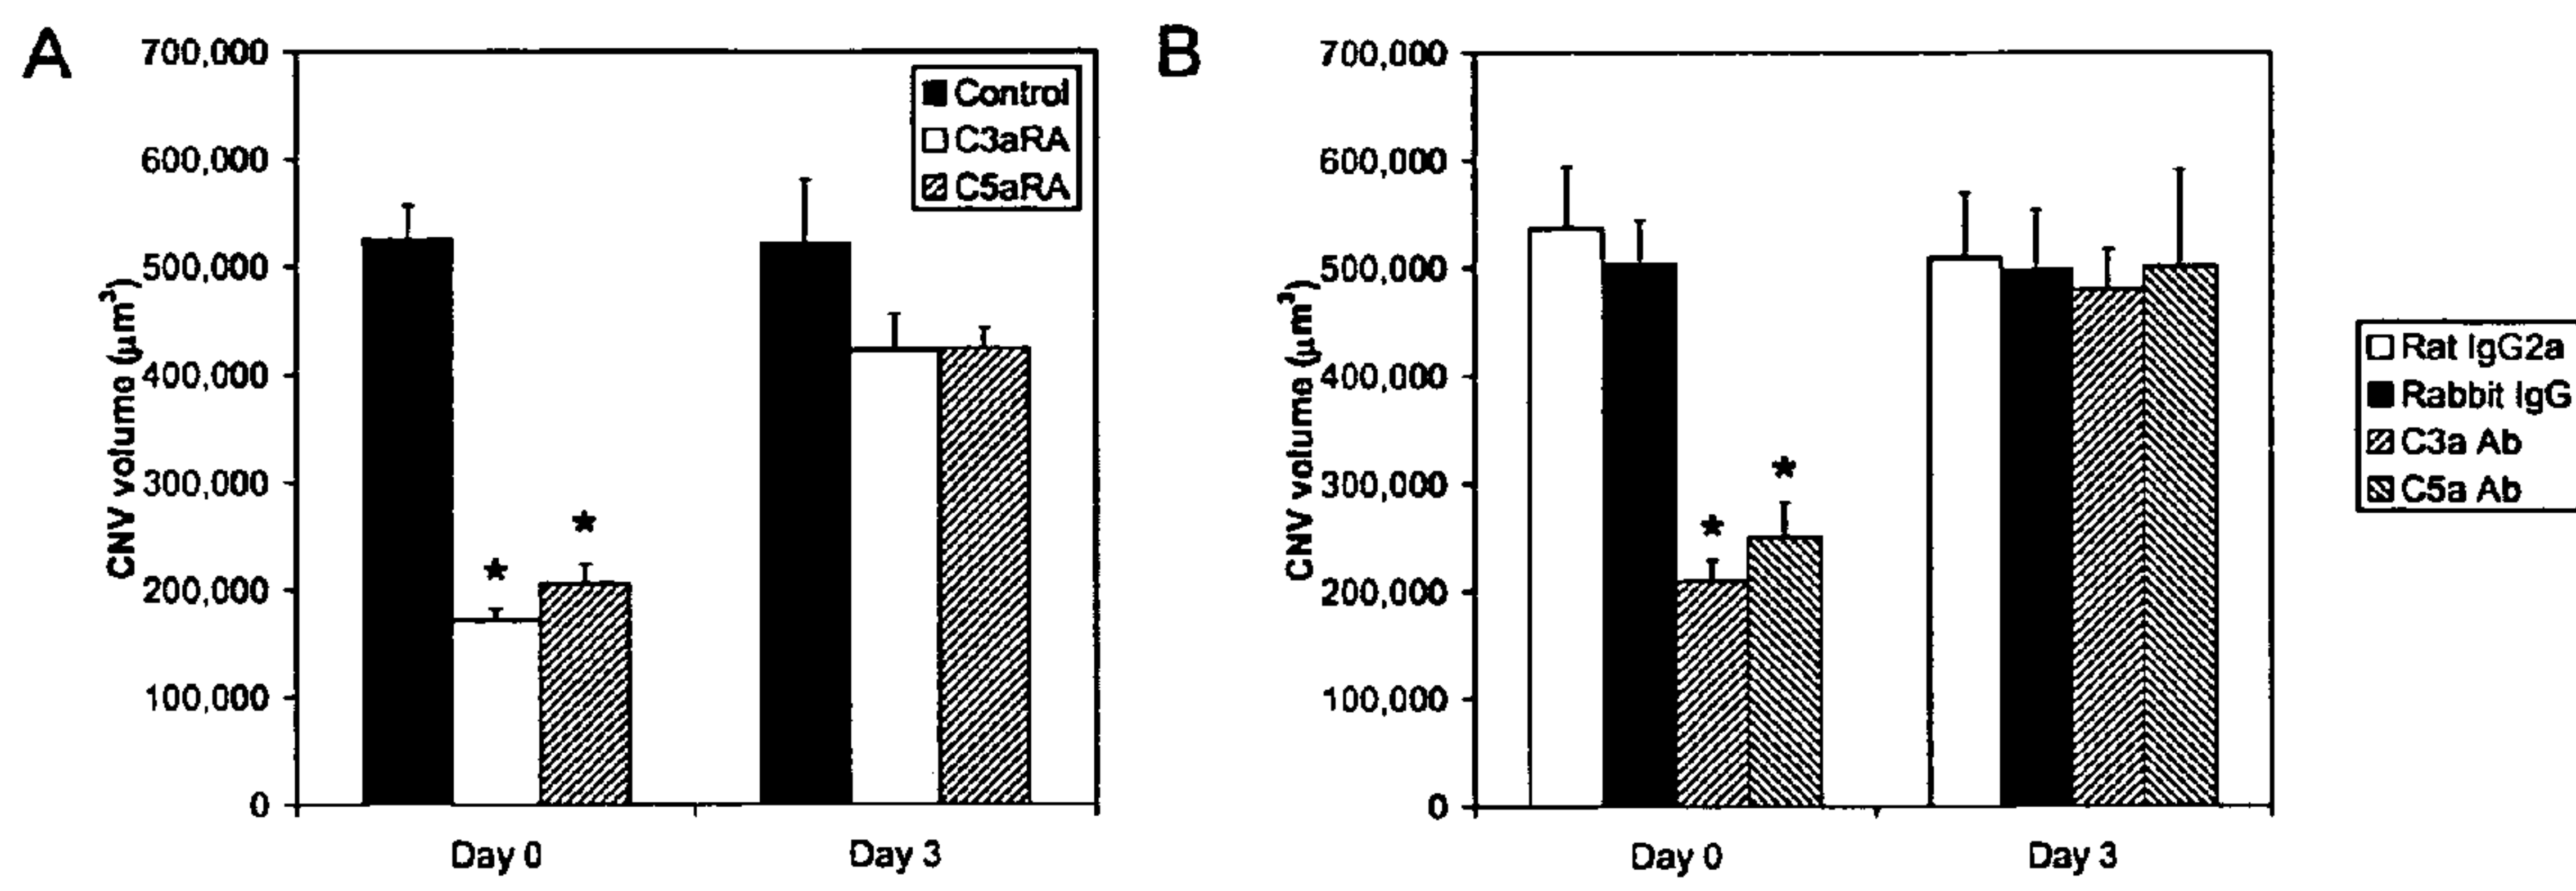 A
700,000
600,000
500,000
400,000
300,000
200,000
100,000
0
CNV volume (μm³)
Control
C3aRA
C5aRA
*
*
Day 0
Day 3
B
700,000
600,000
500,000
400,000
300,000
200,000
100,000
0
CNV volume (μm³)
*
*
Day 0
Day 3
Rat IgG2a
Rabbit IgG
C3a Ab
C5a Ab